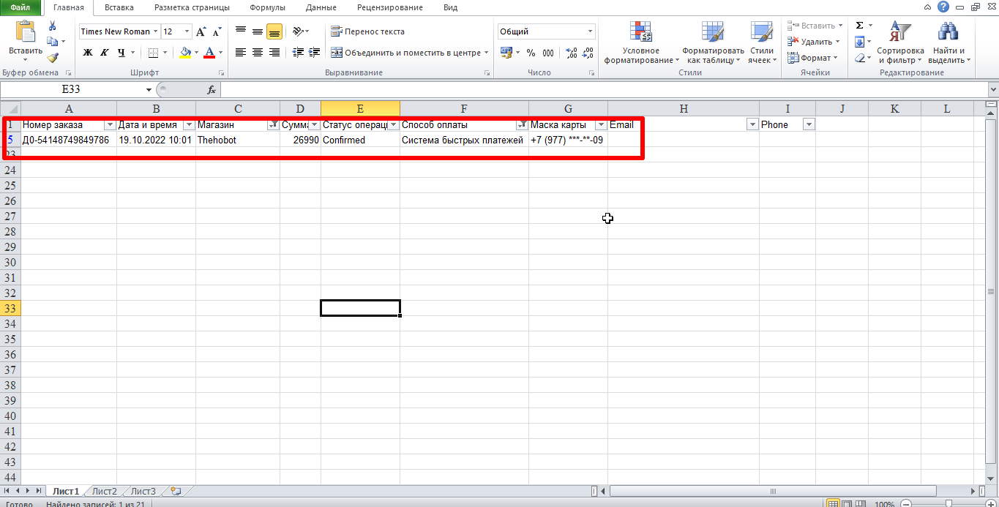 Файл Главная Вставка Разметка страницы Формулы Данные Рецензирование Вид
Вставить Times New Roman 12 Перенос текста Общий Условное форматирование Форматировать как таблицу Стили ячеек Вставить Σ Сортировка и фильтр Найти и выделить
Ж К Ч Объединить и поместить в центре % 000 Удалить
Формат
Буфер обмена Шрифт Выравнивание Число Стили Ячейки Редактирование
E33 fx
A B C D E F G H I J K L
1 Номер заказа Дата и время Магазин Сумма Статус операци Способ оплаты Маска карты Email Phone
5 Д0-54148749849786 19.10.2022 10:01 Thehobot 26990 Confirmed Система быстрых платежей +7 (977) ***-**-09
23
24
25
26
27
28
29
30
31
32
33
34
35
36
37
38
39
40
41
42
43
44
Лист1 Лист2 Лист3
Готово Найдено записей: 1 из 21 100%